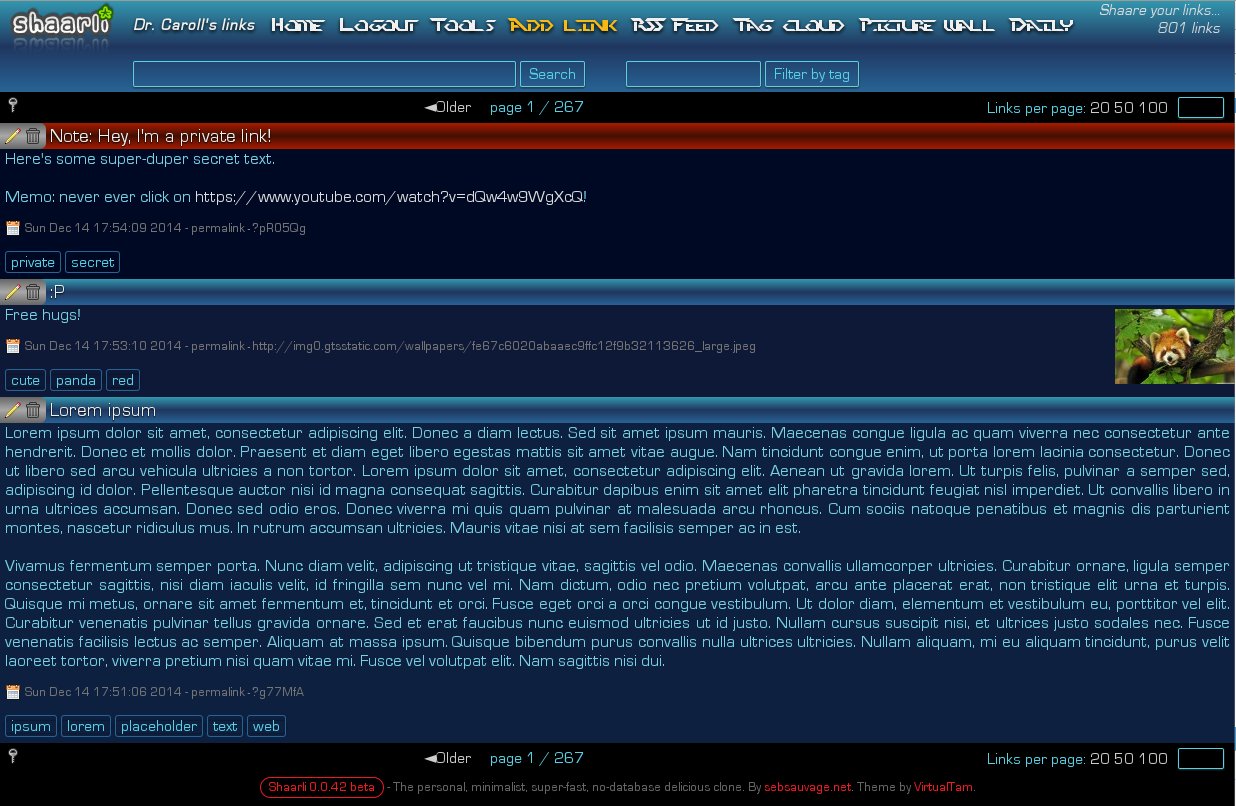 shaarli Dr. Caroll's links Home Logout Tools Add link RSS Feed Tag cloud Picture wall Daily Shaare your links...
801 links
Search Filter by tag
◄Older page 1 / 267 Links per page: 20 50 100
Note: Hey, I'm a private link!
Here's some super-duper secret text.
Memo: never ever click on https://www.youtube.com/watch?v=dQw4w9WgXcQ!
Sun Dec 14 17:54:09 2014 - permalink - ?pR05Qg
private secret
:P
Free hugs!
Sun Dec 14 17:53:10 2014 - permalink - http://img0.gtsstatic.com/wallpapers/fe67c6020abaaec9ffc12f9b32113626_large.jpeg
cute panda red
Lorem ipsum
Lorem ipsum dolor sit amet, consectetur adipiscing elit. Donec a diam lectus. Sed sit amet ipsum mauris. Maecenas congue ligula ac quam viverra nec consectetur ante
hendrerit. Donec et mollis dolor. Praesent et diam eget libero egestas mattis sit amet vitae augue. Nam tincidunt congue enim, ut porta lorem lacinia consectetur. Donec
ut libero sed arcu vehicula ultricies a non tortor. Lorem ipsum dolor sit amet, consectetur adipiscing elit. Aenean ut gravida lorem. Ut turpis felis, pulvinar a semper sed,
adipiscing id dolor. Pellentesque auctor nisi id magna consequat sagittis. Curabitur dapibus enim sit amet elit pharetra tincidunt feugiat nisl imperdiet. Ut convallis libero in
urna ultrices accumsan. Donec sed odio eros. Donec viverra mi quis quam pulvinar at malesuada arcu rhoncus. Cum sociis natoque penatibus et magnis dis parturient
montes, nascetur ridiculus mus. In rutrum accumsan ultricies. Mauris vitae nisi at sem facilisis semper ac in est.
Vivamus fermentum semper porta. Nunc diam velit, adipiscing ut tristique vitae, sagittis vel odio. Maecenas convallis ullamcorper ultricies. Curabitur ornare, ligula semper
consectetur sagittis, nisi diam iaculis velit, id fringilla sem nunc vel mi. Nam dictum, odio nec pretium volutpat, arcu ante placerat erat, non tristique elit urna et turpis.
Quisque mi metus, ornare sit amet fermentum et, tincidunt et orci. Fusce eget orci a orci congue vestibulum. Ut dolor diam, elementum et vestibulum eu, porttitor vel elit.
Curabitur venenatis pulvinar tellus gravida ornare. Sed et erat faucibus nunc euismod ultricies ut id justo. Nullam cursus suscipit nisi, et ultrices justo sodales nec. Fusce
venenatis facilisis lectus ac semper. Aliquam at massa ipsum. Quisque bibendum purus convallis nulla ultrices ultricies. Nullam aliquam, mi eu aliquam tincidunt, purus velit
laoreet tortor, viverra pretium nisi quam vitae mi. Fusce vel volutpat elit. Nam sagittis nisi dui.
Sun Dec 14 17:51:06 2014 - permalink - ?g77MfA
ipsum lorem placeholder text web
◄Older page 1 / 267 Links per page: 20 50 100
Shaarli 0.0.42 beta - The personal, minimalist, super-fast, no-database delicious clone. By sebsauvage.net. Theme by VirtualTam.